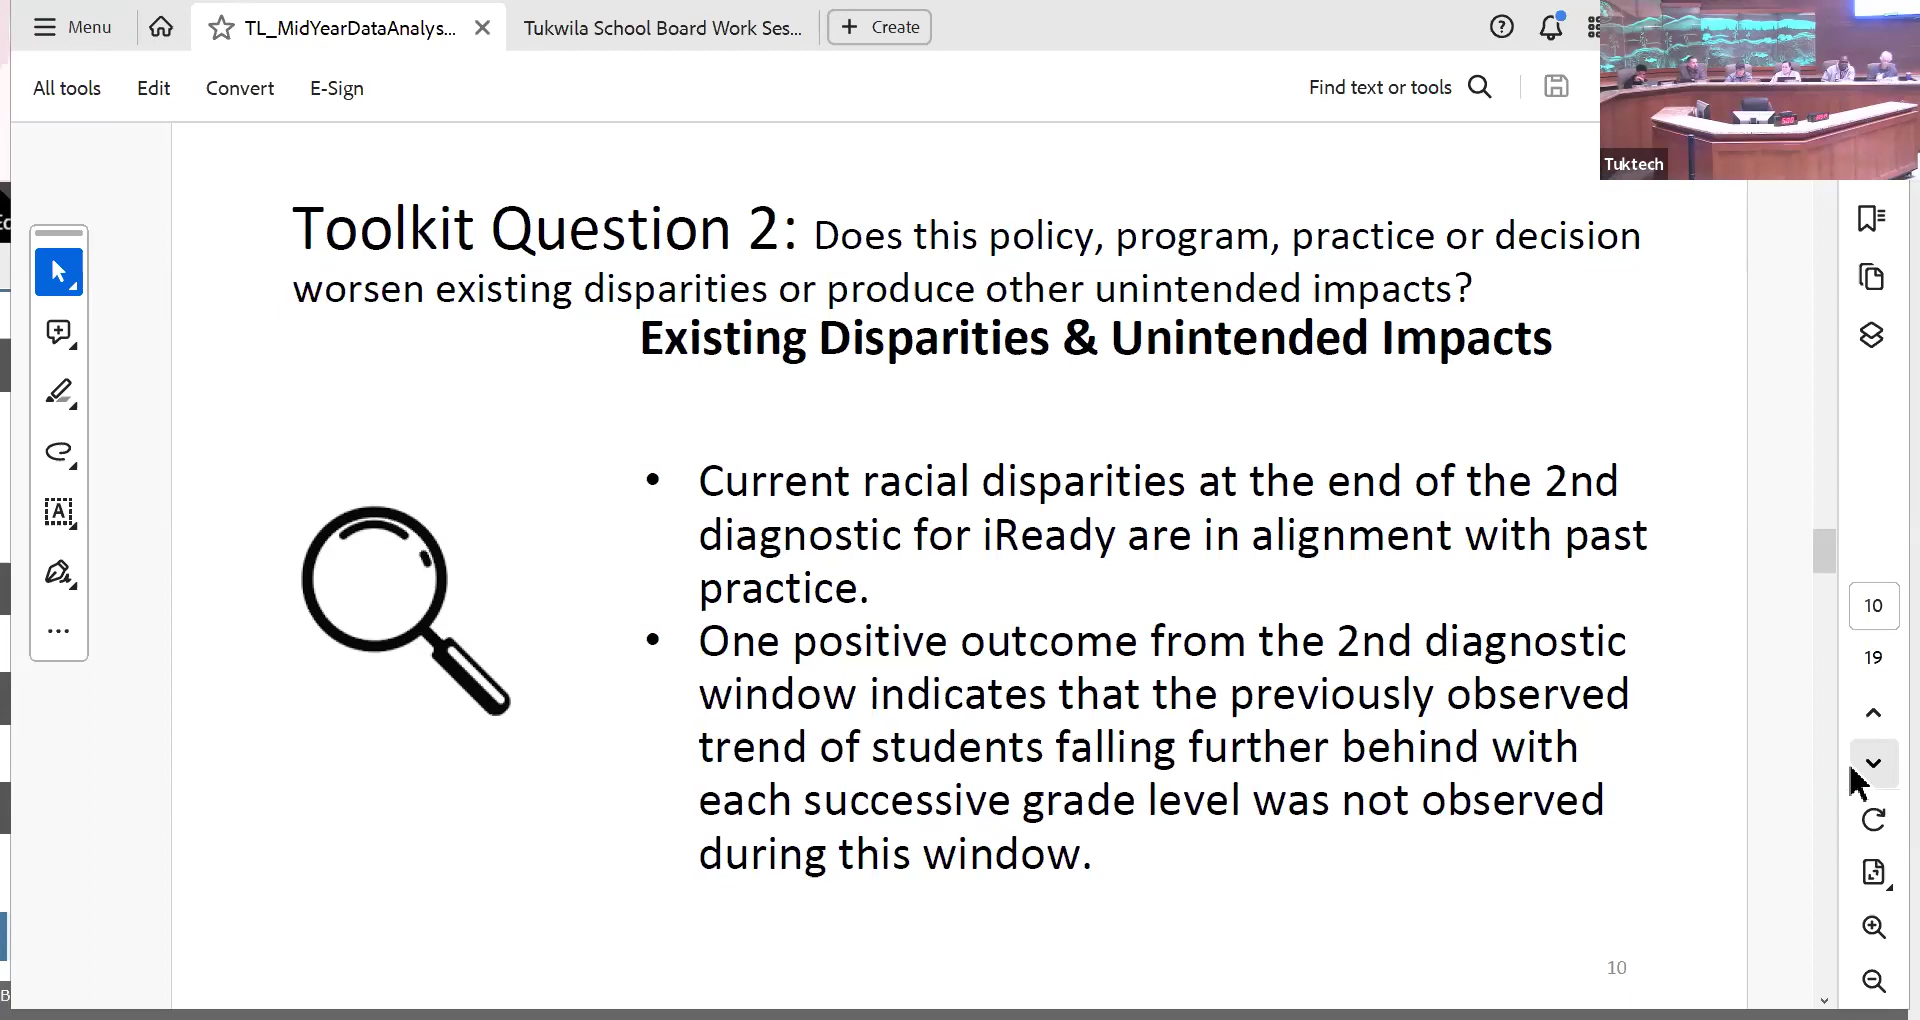 Menu
TL_MidYearDataAnalys...
Tukwila School Board Work Ses...
Create
All tools
Edit
Convert
E-Sign
Find text or tools
Tuktech
Toolkit Question 2: Does this policy, program, practice or decision
worsen existing disparities or produce other unintended impacts?
Existing Disparities & Unintended Impacts
• Current racial disparities at the end of the 2nd
diagnostic for iReady are in alignment with past
practice.
• One positive outcome from the 2nd diagnostic
window indicates that the previously observed
trend of students falling further behind with
each successive grade level was not observed
during this window.
10
10
19